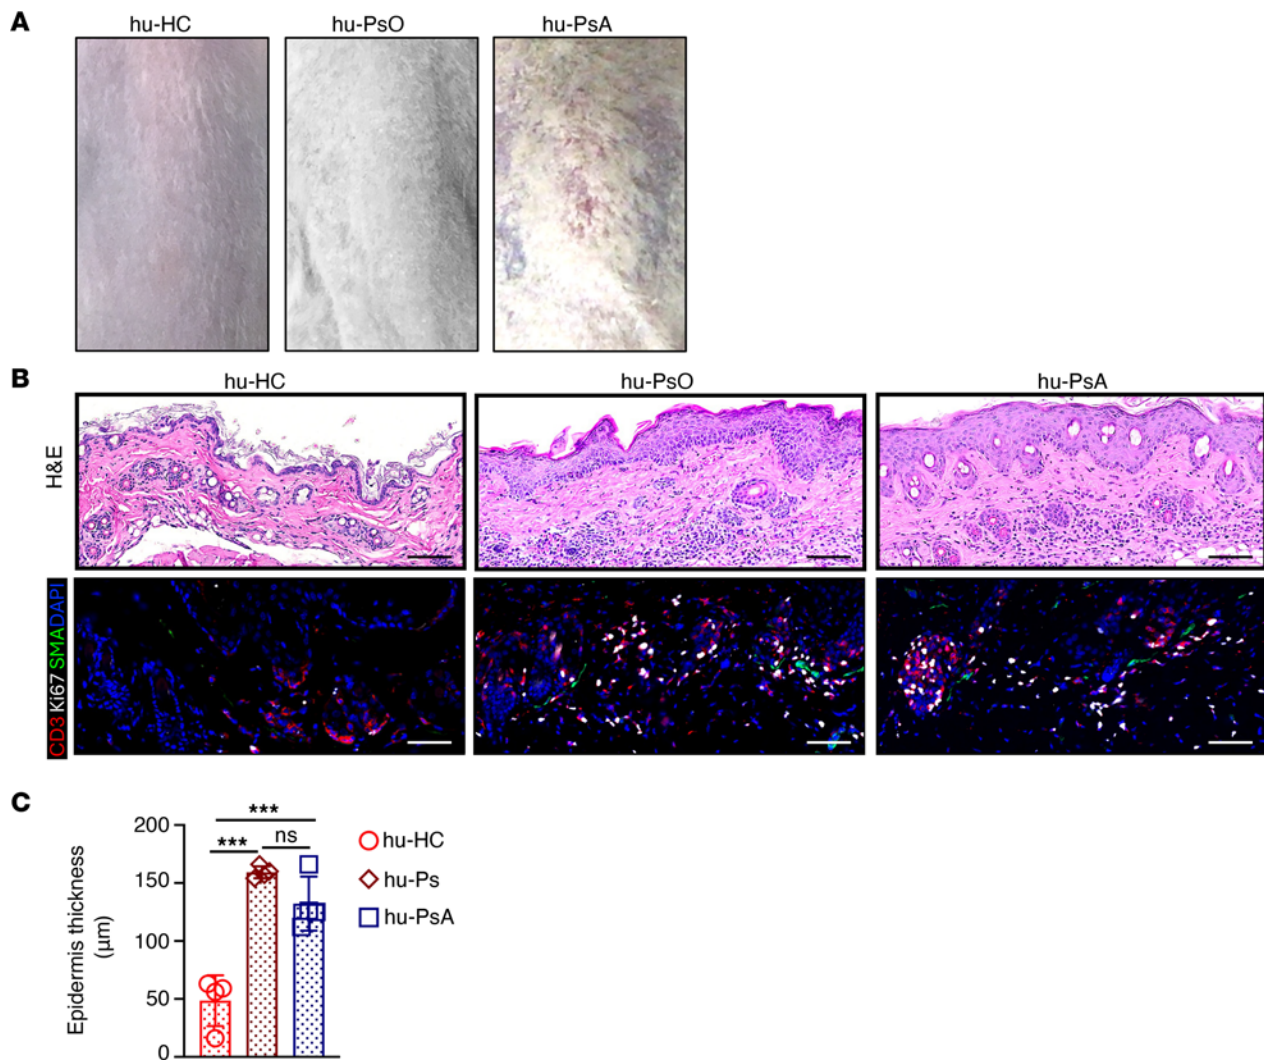 A
hu-HC hu-PsO hu-PsA
B
hu-HC hu-PsO hu-PsA
H&E
CD3 Ki67 SMA DAPI
C
Epidermis thickness
(µm)
200
150
100
50
0
***
*** ns
hu-HC
hu-Ps
hu-PsA